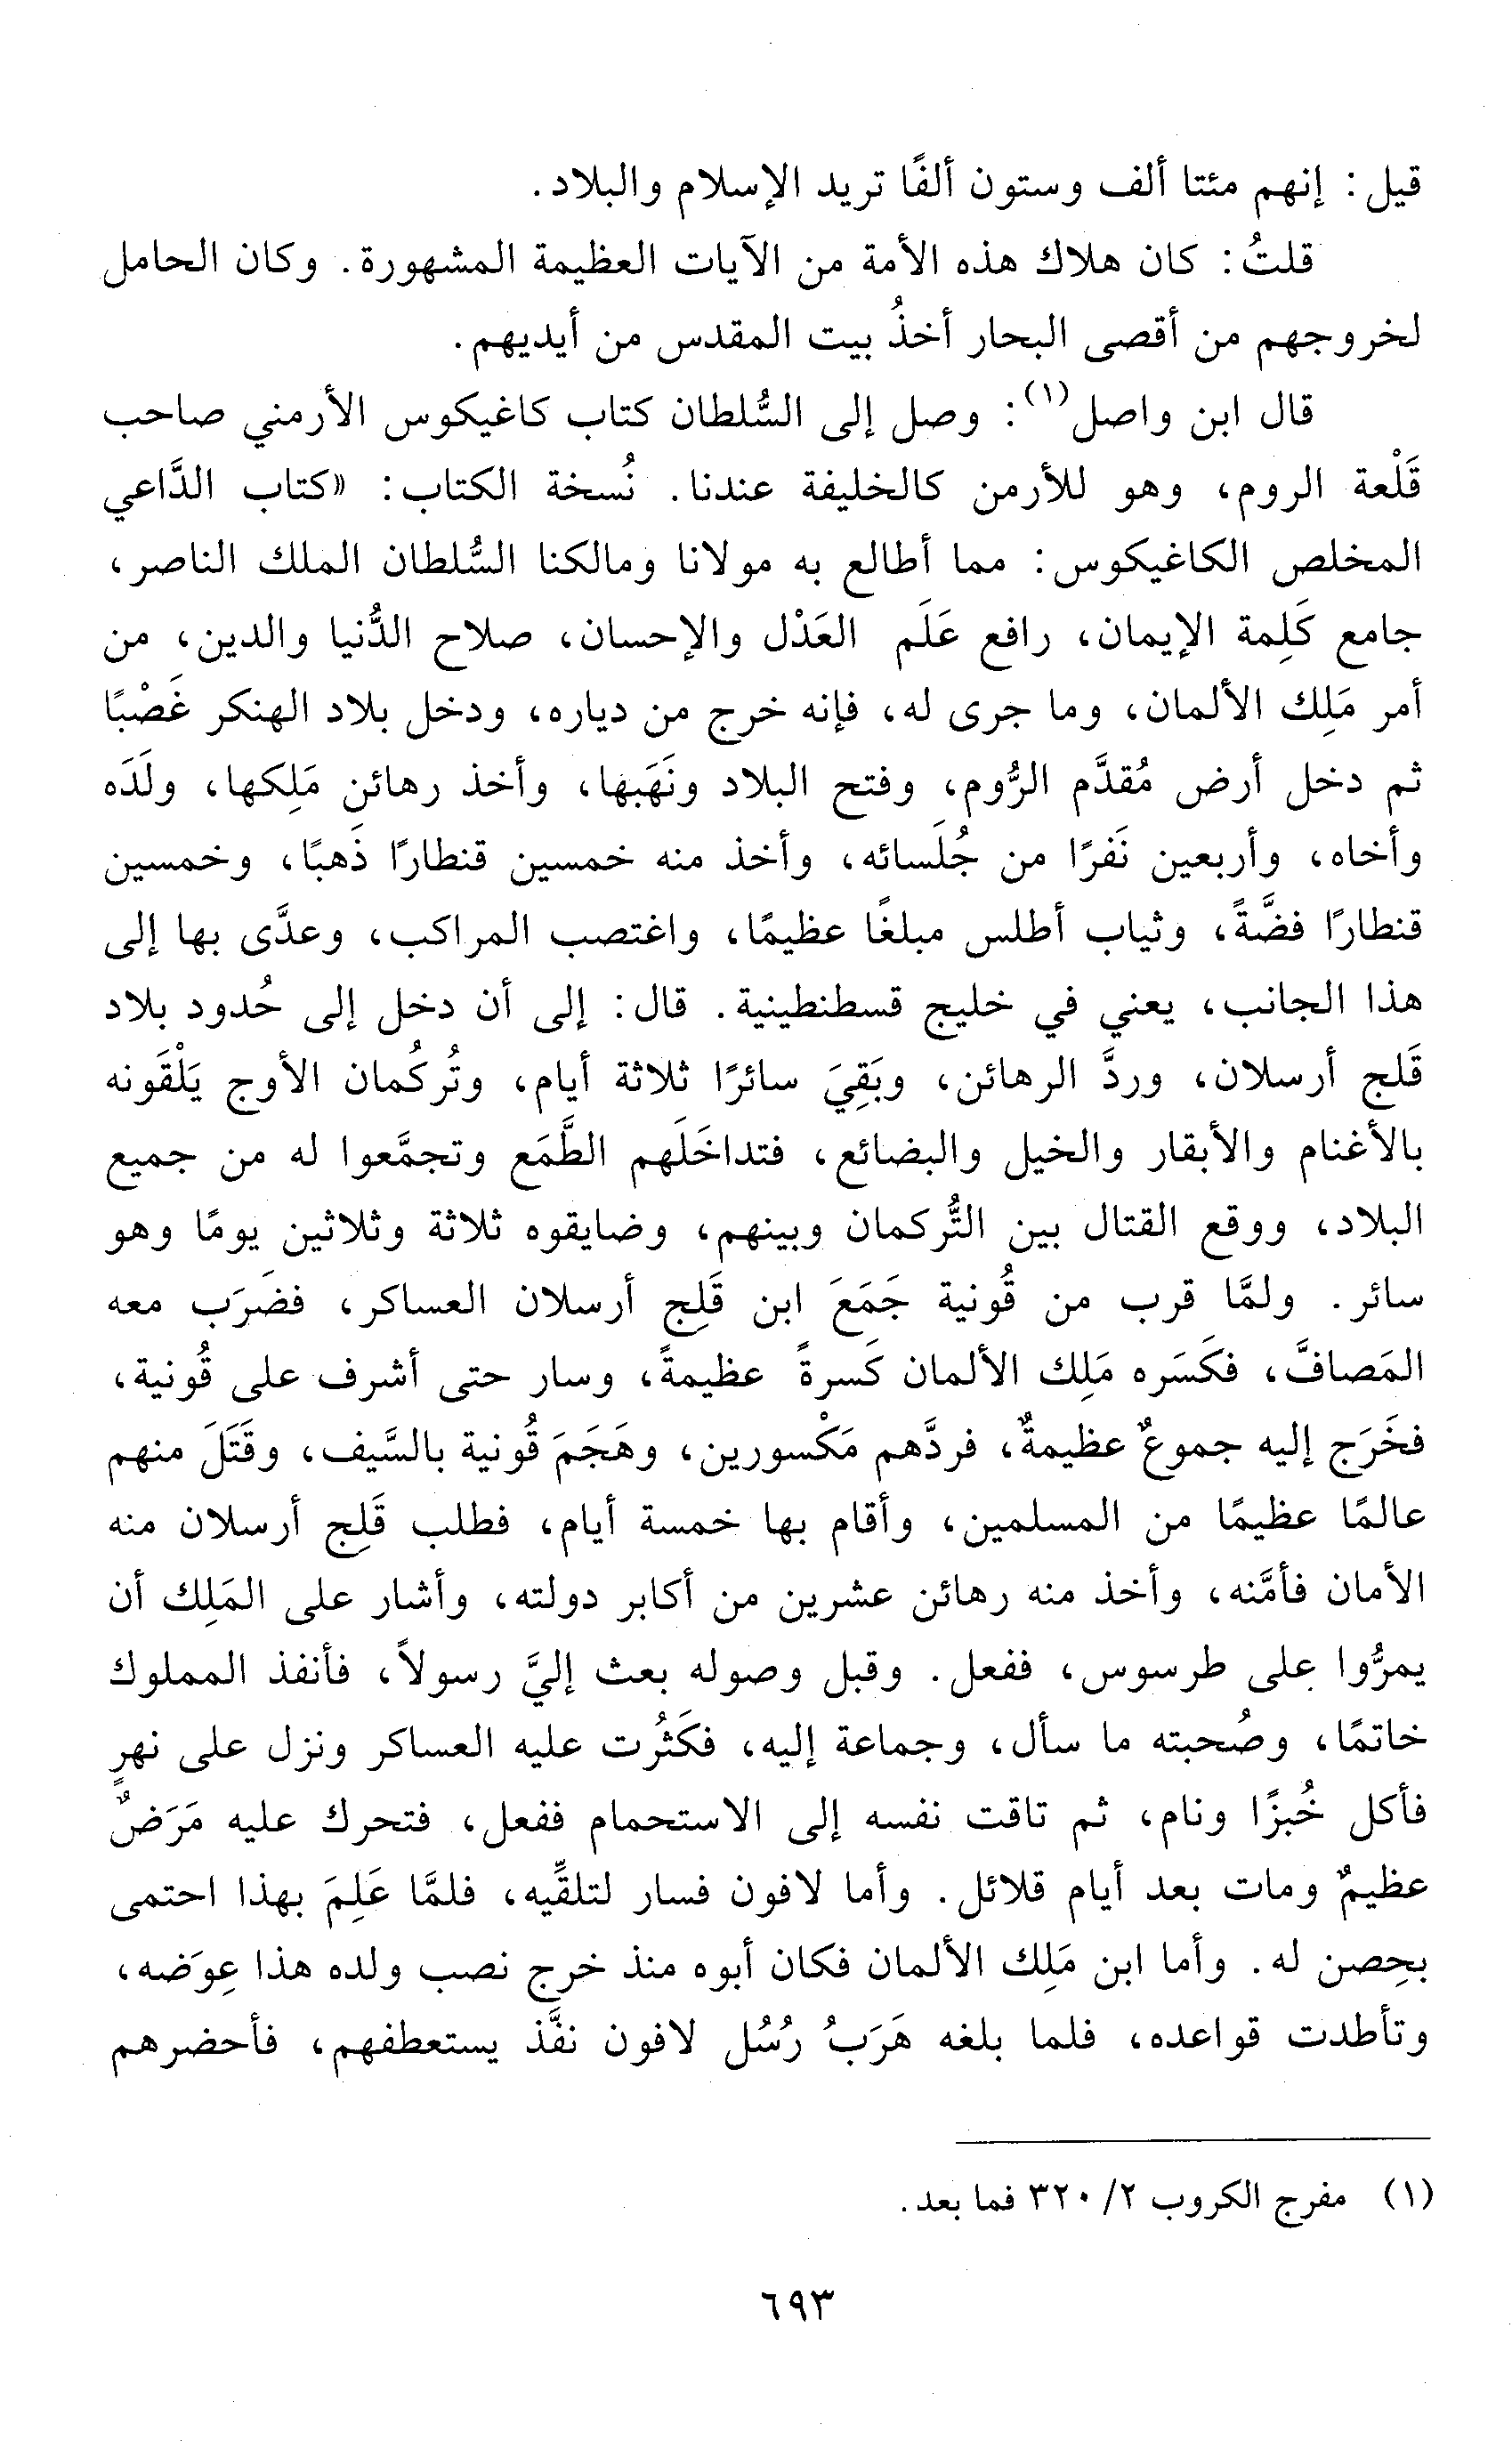 قيل: إنهم مئتا ألف وستون ألفًا تريد الإسلام والبلاد.
قلتُ: كان هلاك هذه الأمة من الآيات العظيمة المشهورة. وكان الحامل
لخروجهم من أقصى البحار أخذُ بيت المقدس من أيديهم.
قال ابن واصل(١): وصل إلى السُّلطان كتاب كاغيكوس الأرمني صاحب
قَلْعة الروم، وهو للأرمن كالخليفة عندنا. نُسخة الكتاب: «كتاب الدَّاعي
المخلص الكاغيكوس: مما أطالع به مولانا ومالكنا السُّلطان الملك الناصر،
جامع كَلِمة الإيمان، رافع عَلَم العَدْل والإحسان، صلاح الدُّنيا والدين، من
أمر مَلِك الألمان، وما جرى له، فإنه خرج من دياره، ودخل بلاد الهنكر غَصْبًا
ثم دخل أرض مُقدَّم الرُّوم، وفتح البلاد ونَهَبها، وأخذ رهائن مَلِكها، ولَدَه
وأخاه، وأربعين نَفرًا من جُلَسائه، وأخذ منه خمسين قنطارًا ذَهبًا، وخمسين
قنطارًا فضَّةً، وثياب أطلس مبلغًا عظيمًا، واغتصب المراكب، وعدَّى بها إلى
هذا الجانب، يعني في خليج قسطنطينية. قال: إلى أن دخل إلى حُدود بلاد
قَلج أرسلان، وردَّ الرهائن، وبَقِيَ سائرًا ثلاثة أيام، وتُركُمان الأوج يَلْقَونه
بالأغنام والأبقار والخيل والبضائع، فتداخَلَهم الطَّمَع وتجمَّعوا له من جميع
البلاد، ووقع القتال بين التُّركمان وبينهم، وضايقوه ثلاثة وثلاثين يومًا وهو
سائر. ولمَّا قرب من قُونية جَمَعَ ابن قَلِج أرسلان العساكر، فضَرَب معه
المَصافَّ، فكَسَره مَلِك الألمان كَسرةً عظيمةً، وسار حتى أشرف على قُونية،
فخَرَج إليه جموعٌ عظيمةٌ، فردَّهم مَكْسورين، وهَجَمَ قُونية بالسَّيف، وقَتَلَ منهم
عالمًا عظيمًا من المسلمين، وأقام بها خمسة أيام، فطلب قَلِج أرسلان منه
الأمان فأمَّنه، وأخذ منه رهائن عشرين من أكابر دولته، وأشار على المَلِك أن
يمرُّوا على طرسوس، ففعل. وقبل وصوله بعث إليَّ رسولاً، فأنفذ المملوك
خاتمًا، وصُحبته ما سأل، وجماعة إليه، فكَثُرت عليه العساكر ونزل على نهرٍ
فأكل خُبزًا ونام، ثم تاقت نفسه إلى الاستحمام ففعل، فتحرك عليه مَرَضٌ
عظيمٌ ومات بعد أيام قلائل. وأما لافون فسار لتلقِّيه، فلمَّا عَلِمَ بهذا احتمى
بحِصن له. وأما ابن مَلِك الألمان فكان أبوه منذ خرج نصب ولده هذا عِوَضه،
وتأطدت قواعده، فلما بلغه هَرَبُ رُسُل لافون نفَّذ يستعطفهم، فأحضرهم
(١) مفرج الكروب ٢/ ٣٢٠ فما بعد.
٦٩٣